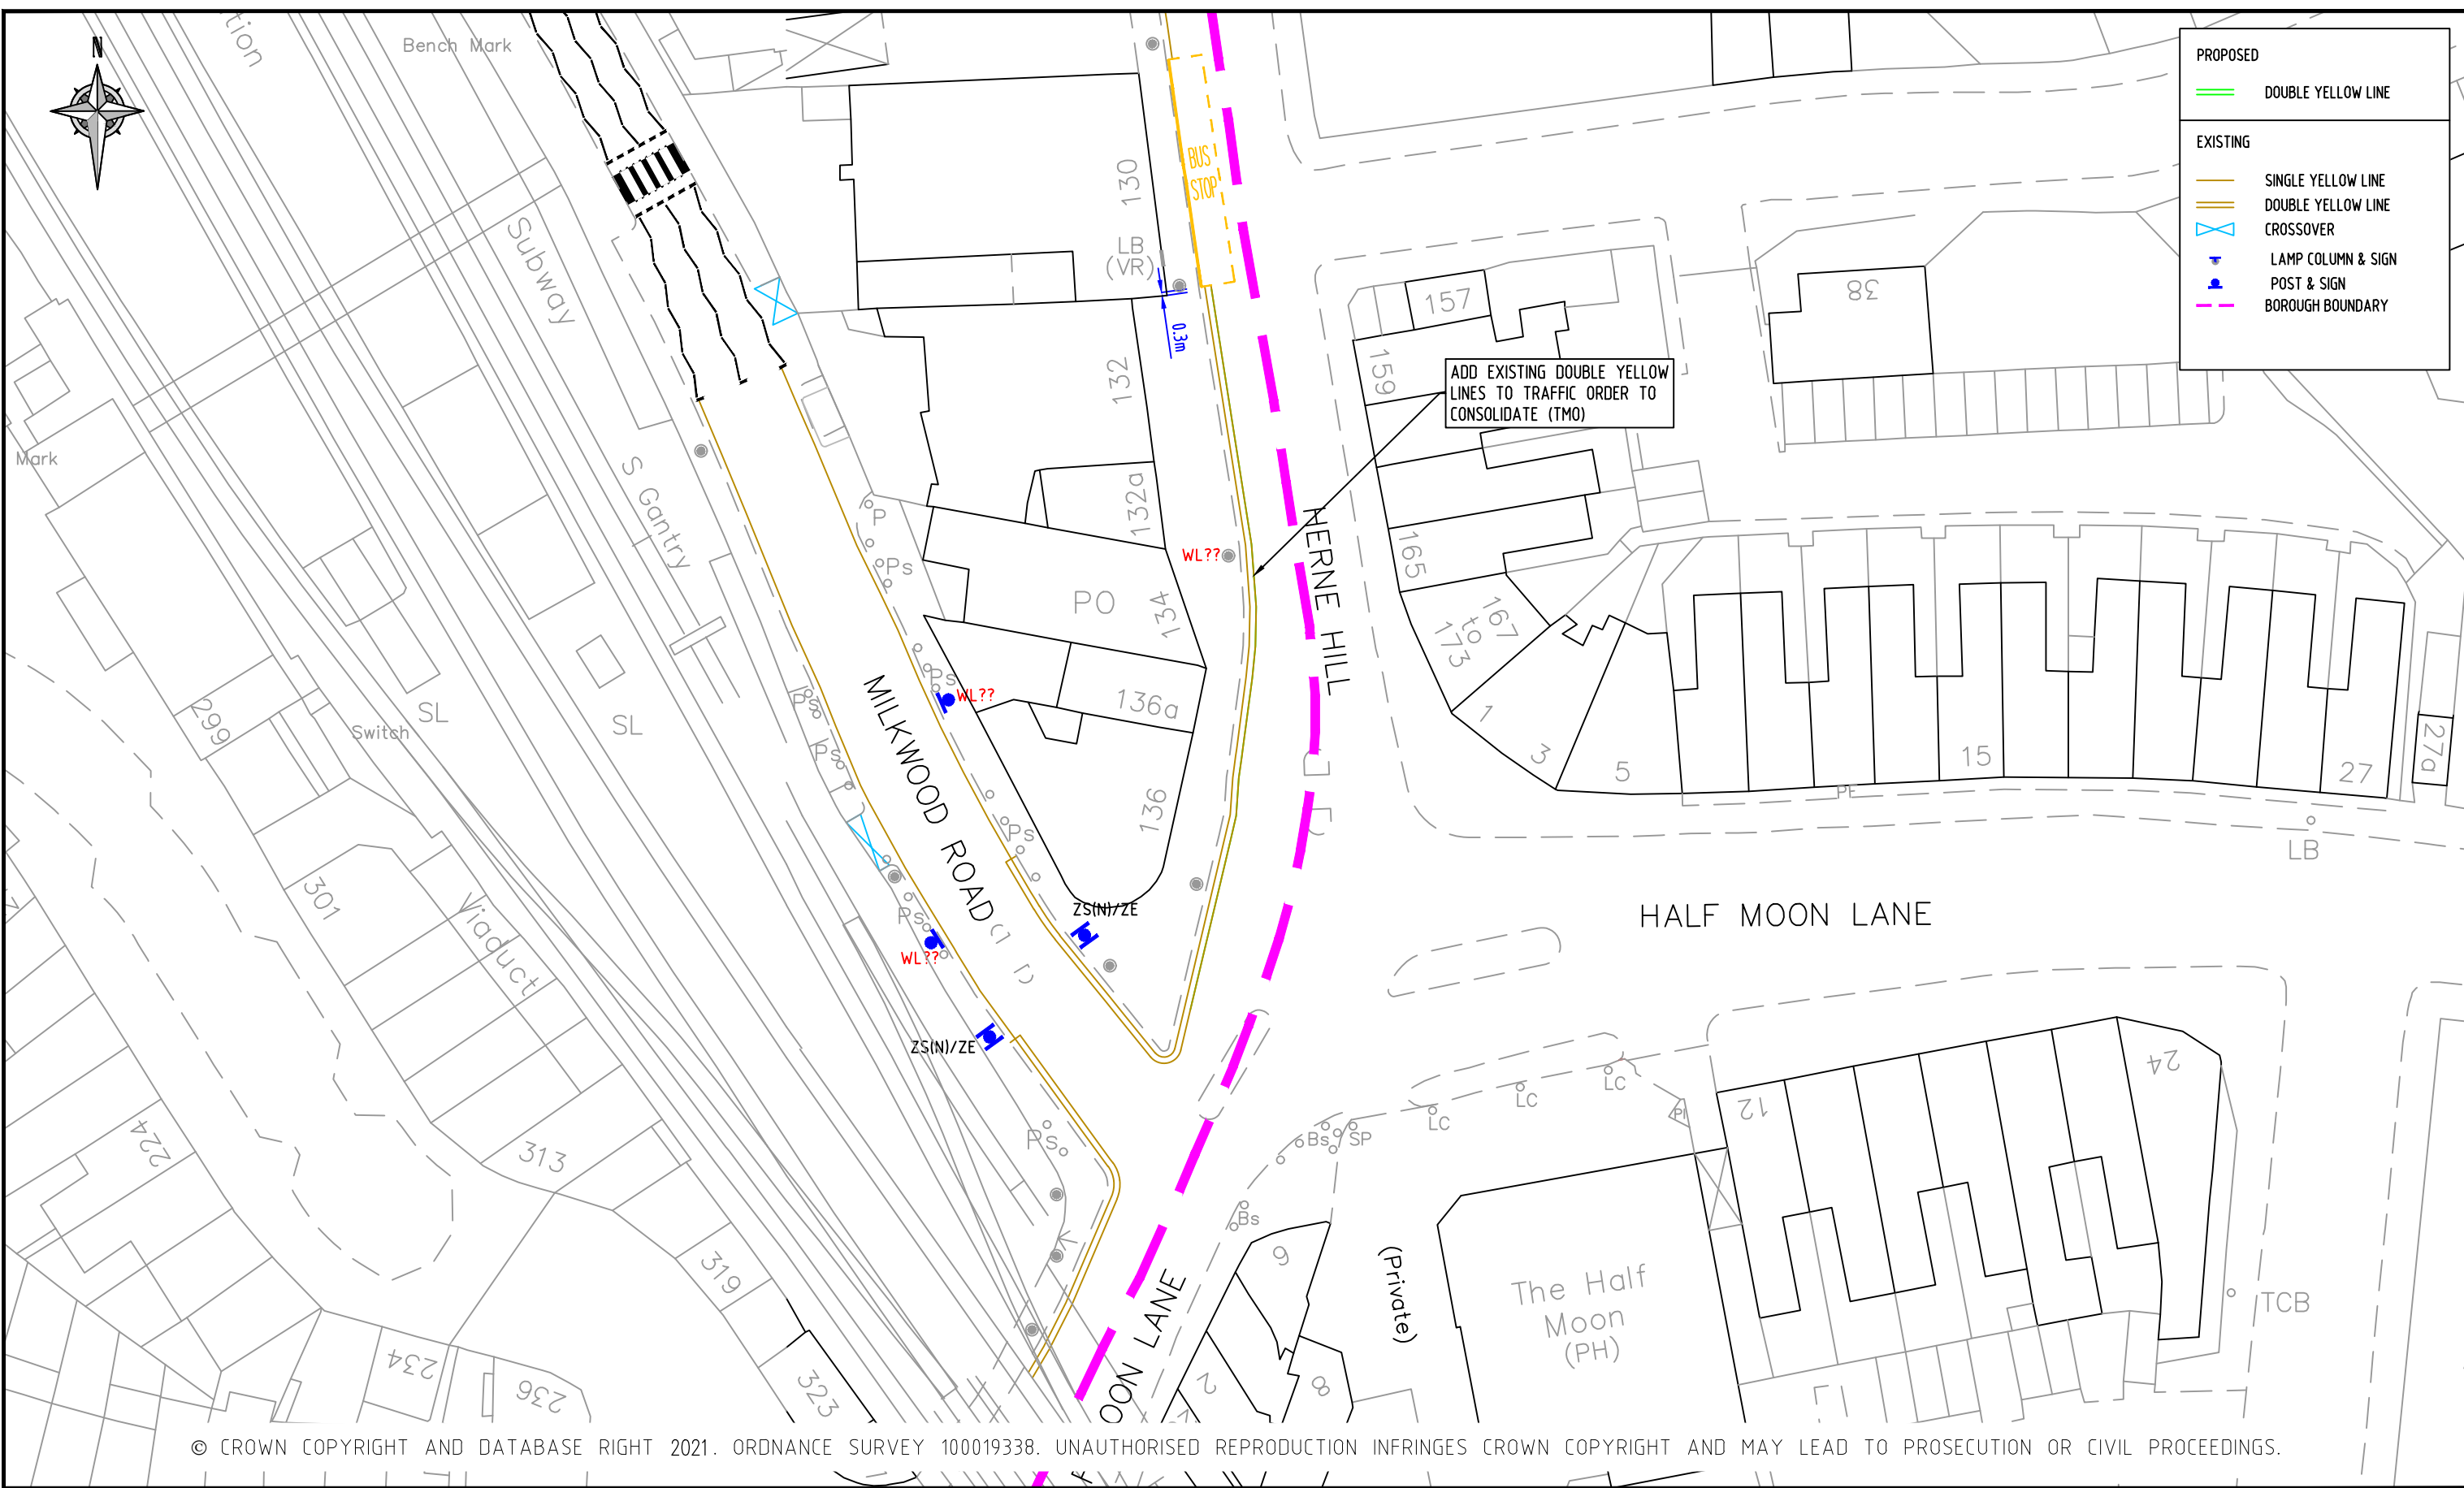 N
Bench Mark
Subway
S Gantry
Mark
Switch
SL
SL
Viaduct
299
301
313
319
323
224
234
236
130
LB
(VR)
132
132a
134
PO
136a
136
BUS
STOP
0.3m
P
Ps
Ps
Ps
Ps
Ps
Ps
Ps
WL??
WL??
WL??
ZS(N)/ZE
ZS(N)/ZE
MILKWOOD ROAD
HERNE HILL
HALF MOON LANE
OON LANE
157
159
165
167
to
173
1
3
5
15
27
27a
38
ADD EXISTING DOUBLE YELLOW
LINES TO TRAFFIC ORDER TO
CONSOLIDATE (TMO)
PROPOSED
DOUBLE YELLOW LINE
EXISTING
SINGLE YELLOW LINE
DOUBLE YELLOW LINE
CROSSOVER
LAMP COLUMN & SIGN
POST & SIGN
BOROUGH BOUNDARY
LB
LC
LC
LC
Bs
SP
Bs
12
24
6
2
8
(Private)
The Half
Moon
(PH)
TCB
© CROWN COPYRIGHT AND DATABASE RIGHT 2021. ORDNANCE SURVEY 100019338. UNAUTHORISED REPRODUCTION INFRINGES CROWN COPYRIGHT AND MAY LEAD TO PROSECUTION OR CIVIL PROCEEDINGS.